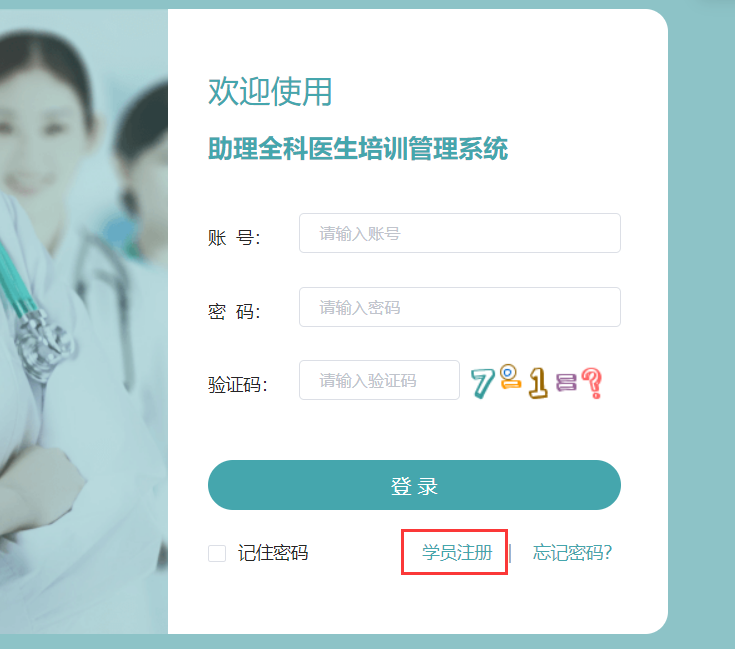 欢迎使用
助理全科医生培训管理系统
账 号：
请输入账号
密 码：
请输入密码
验证码：
请输入验证码
7 1=?
登 录
记住密码
学员注册 | 忘记密码?